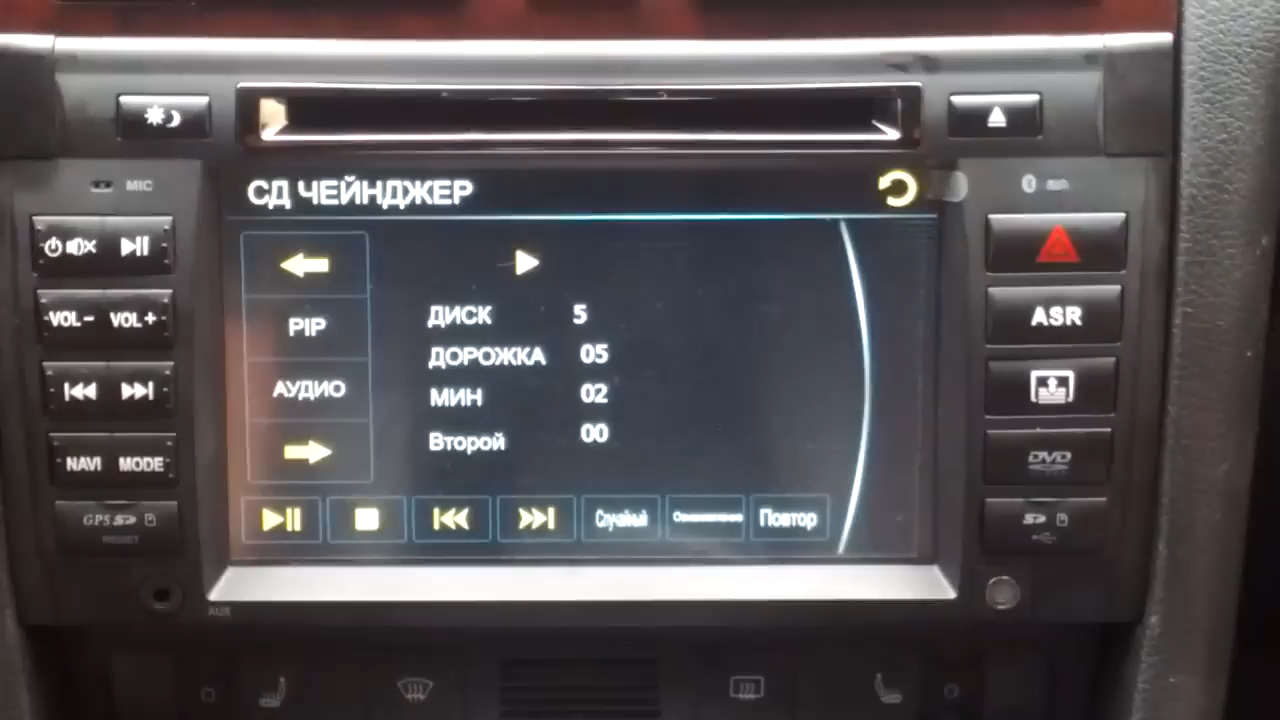 MIC
СД ЧЕЙНДЖЕР
VOL- VOL+
NAVI MODE
GPS
RESET
AUX
PIP
АУДИО
ДИСК 5
ДОРОЖКА 05
МИН 02
Второй 00
Случайный
Повтор
ASR
DVD